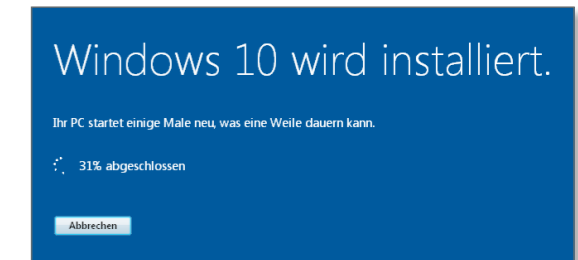 Windows 10 wird installiert.
Ihr PC startet einige Male neu, was eine Weile dauern kann.
31% abgeschlossen
Abbrechen